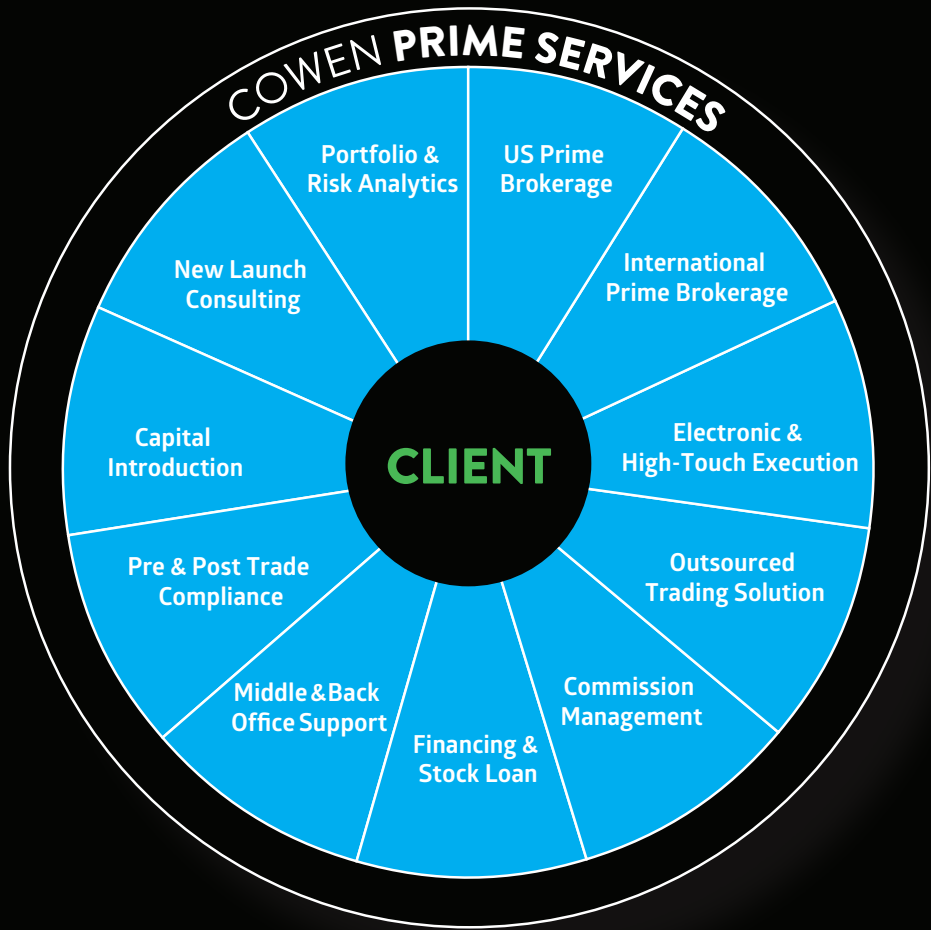 COWEN PRIME SERVICES
Portfolio &
Risk Analytics
US Prime
Brokerage
International
Prime Brokerage
Electronic &
High-Touch Execution
Outsourced
Trading Solution
Commission
Management
Financing &
Stock Loan
Middle & Back
Office Support
Pre & Post Trade
Compliance
Capital
Introduction
New Launch
Consulting
CLIENT